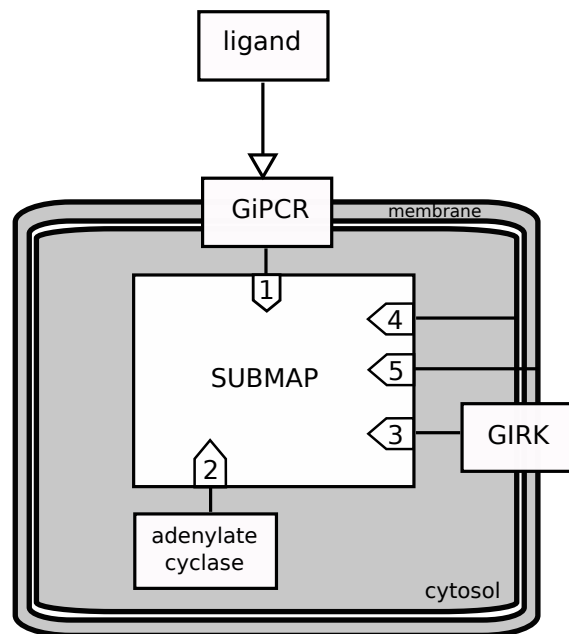 ligand
GiPCR
membrane
1
4
SUBMAP
5
3
GIRK
2
adenylate
cyclase
cytosol